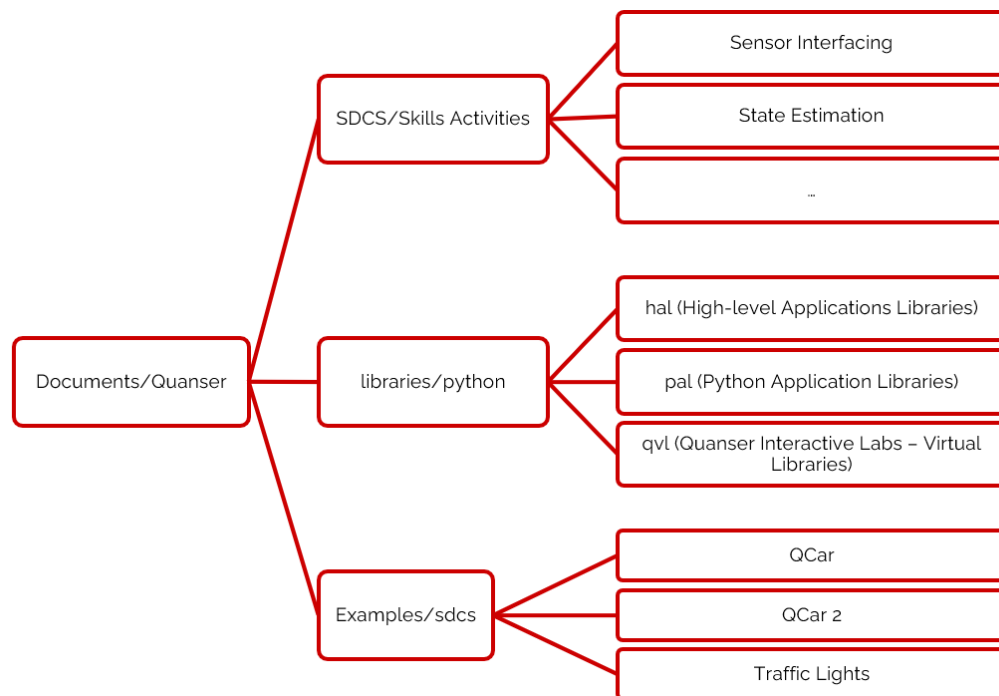 Documents/Quanser
SDCS/Skills Activities
Sensor Interfacing
State Estimation
...
libraries/python
hal (High-level Applications Libraries)
pal (Python Application Libraries)
qvl (Quanser Interactive Labs – Virtual
Libraries)
Examples/sdcs
QCar
QCar 2
Traffic Lights